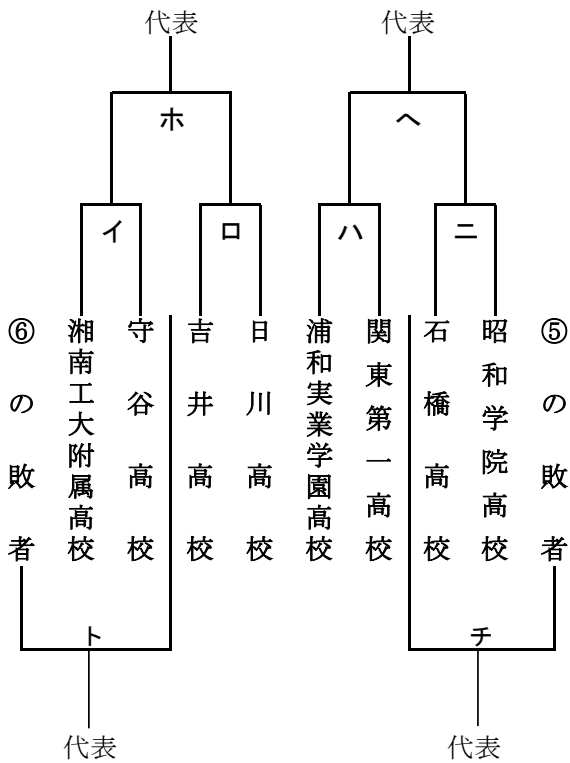 代表
代表
ホ
ヘ
イ
ロ
ハ
ニ
⑥の敗者
湘南工大附属高校
守谷高校
吉井高校
日川高校
浦和実業学園高校
関東第一高校
石橋高校
昭和学院高校
⑤の敗者
ト
チ
代表
代表